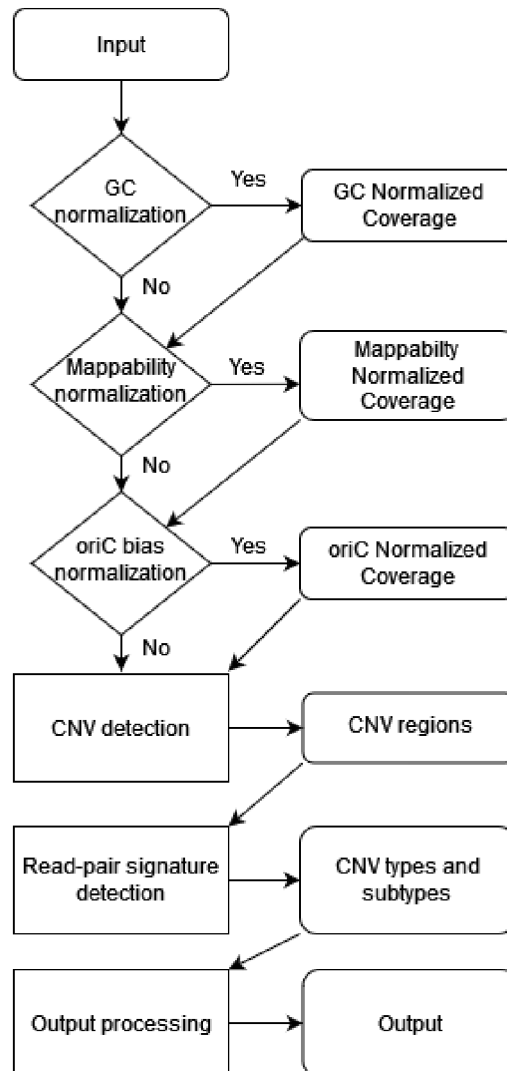 Input
GC
normalization
Yes
GC Normalized
Coverage
No
Mappability
normalization
Yes
Mappabilty
Normalized
Coverage
No
oriC bias
normalization
Yes
oriC Normalized
Coverage
No
CNV detection
CNV regions
Read-pair signature
detection
CNV types and
subtypes
Output processing
Output